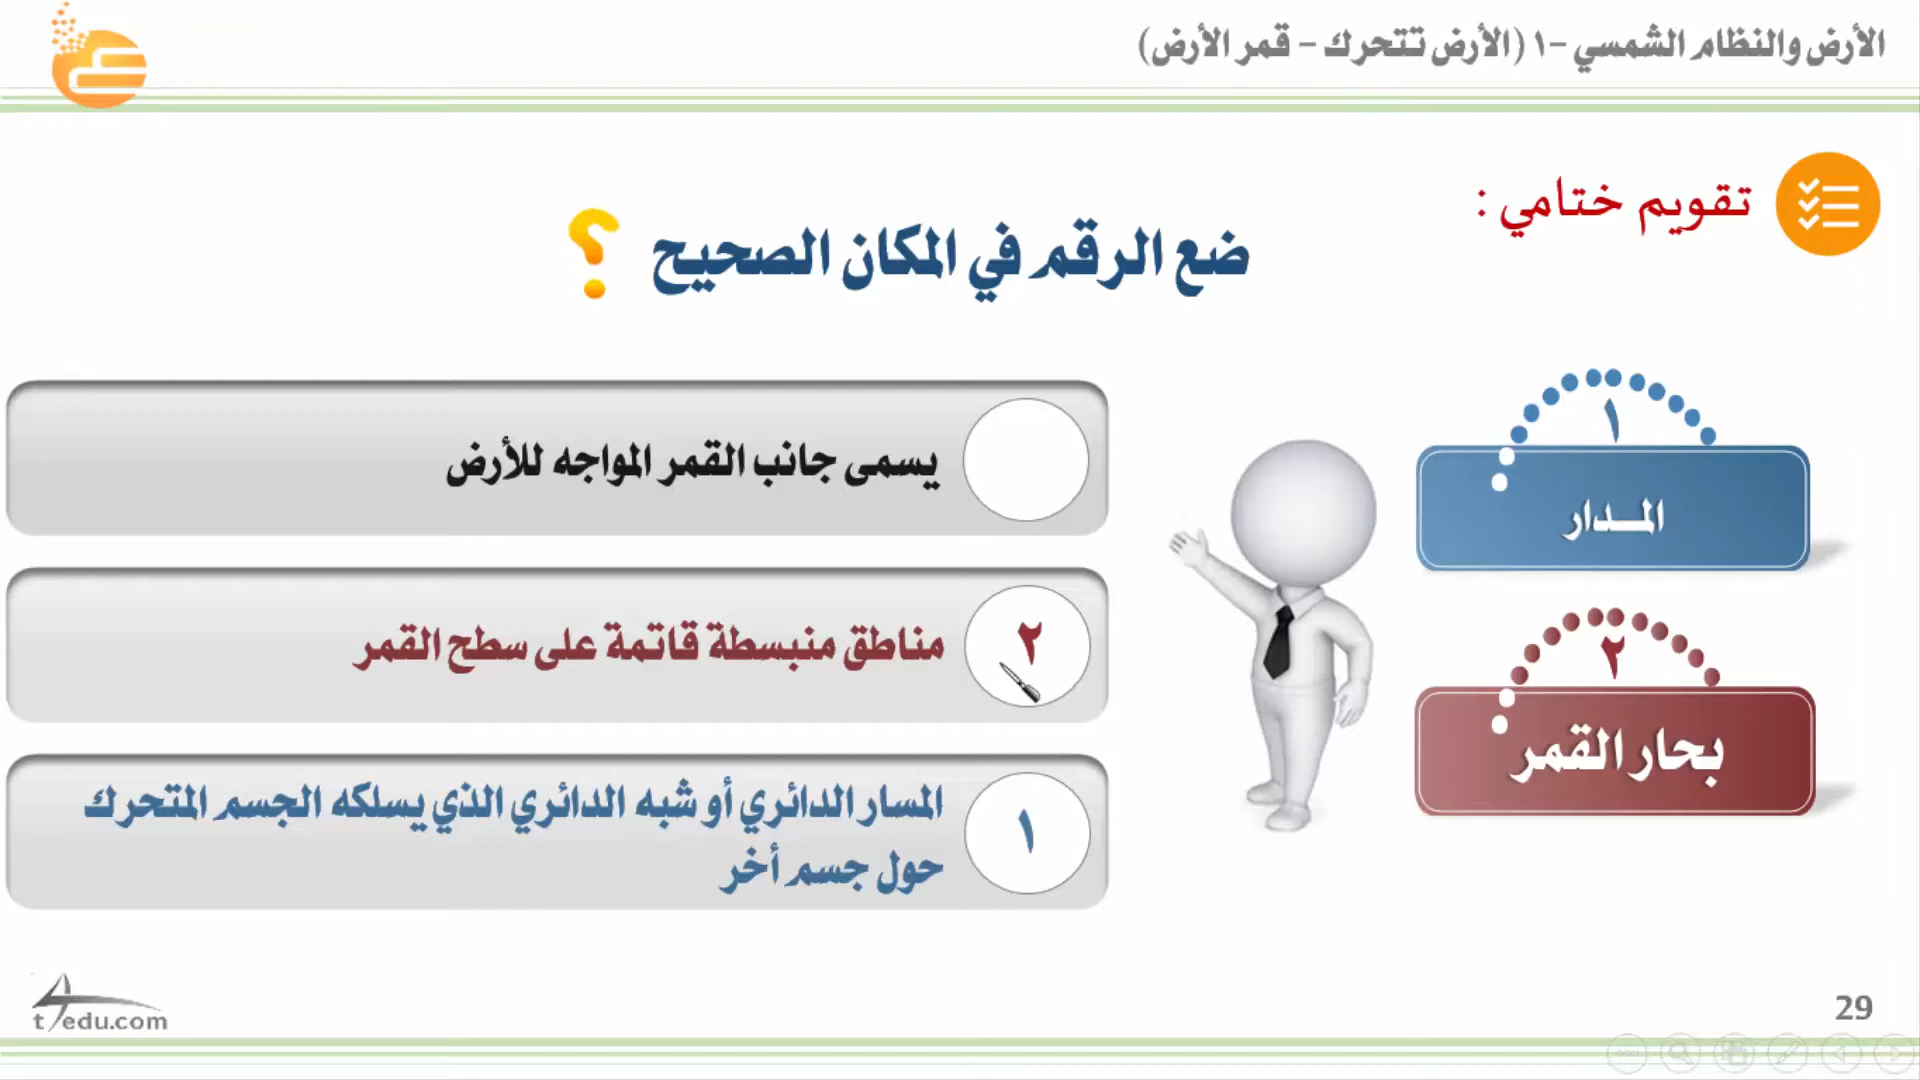 الأرض والنظام الشمسي -١ (الأرض تتحرك - قمر الأرض)
تقويم ختامي :
ضع الرقم في المكان الصحيح ؟
١
المـدار
٢
بحار القمر
يسمى جانب القمر المواجه للأرض
٢ مناطق منبسطة قاتمة على سطح القمر
١ المسار الدائري أو شبه الدائري الذي يسلكه الجسم المتحرك
حول جسم أخر
t4edu.com
29